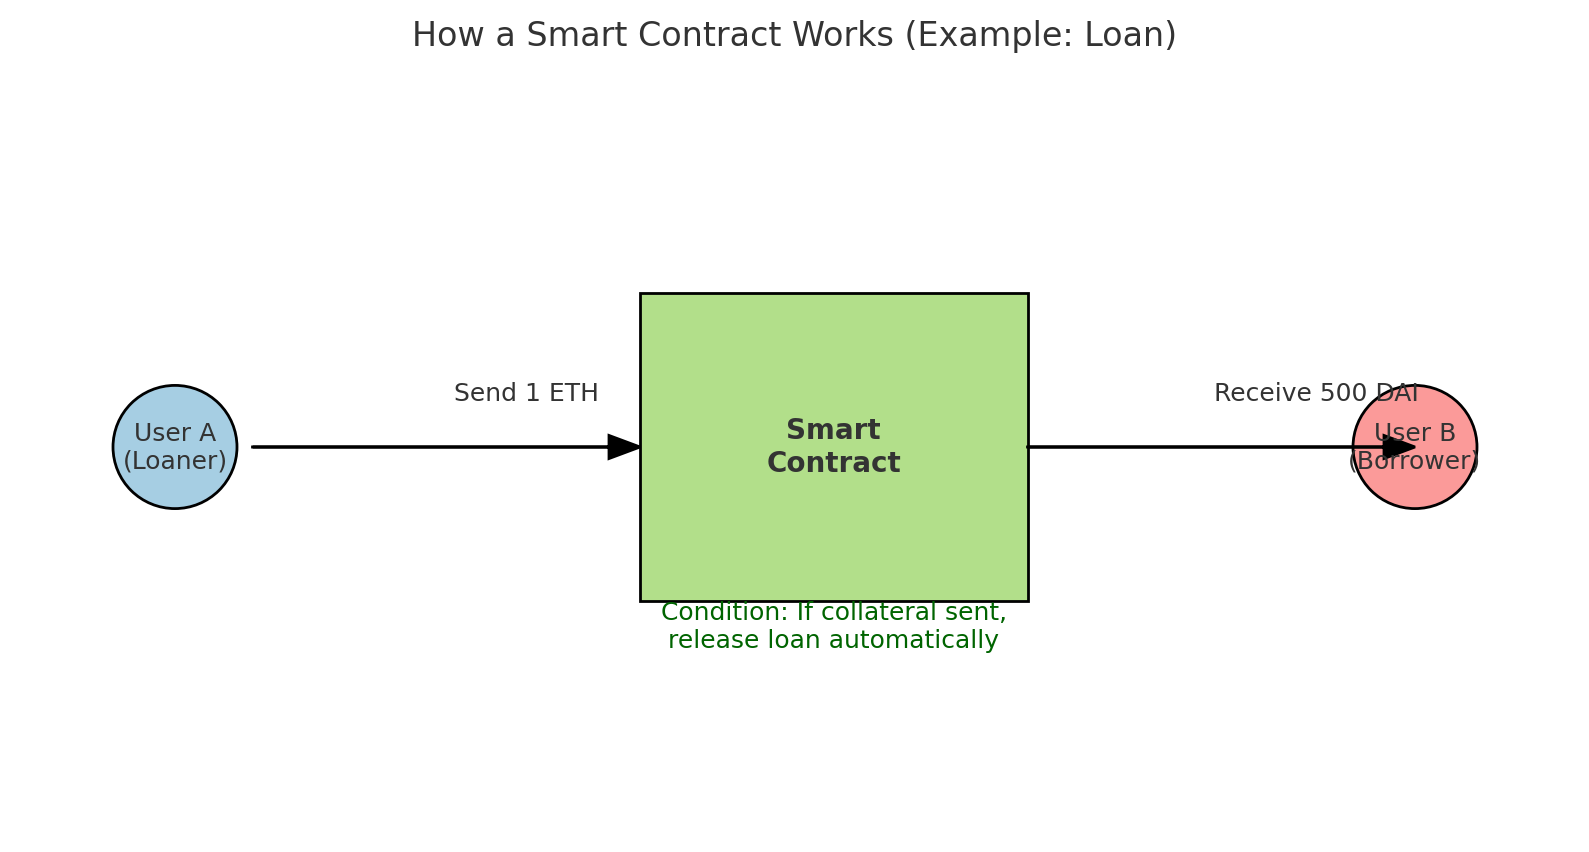 How a Smart Contract Works (Example: Loan)
Send 1 ETH
Receive 500 DAI
User A
(Loaner)
Smart
Contract
User B
(Borrower)
Condition: If collateral sent,
release loan automatically